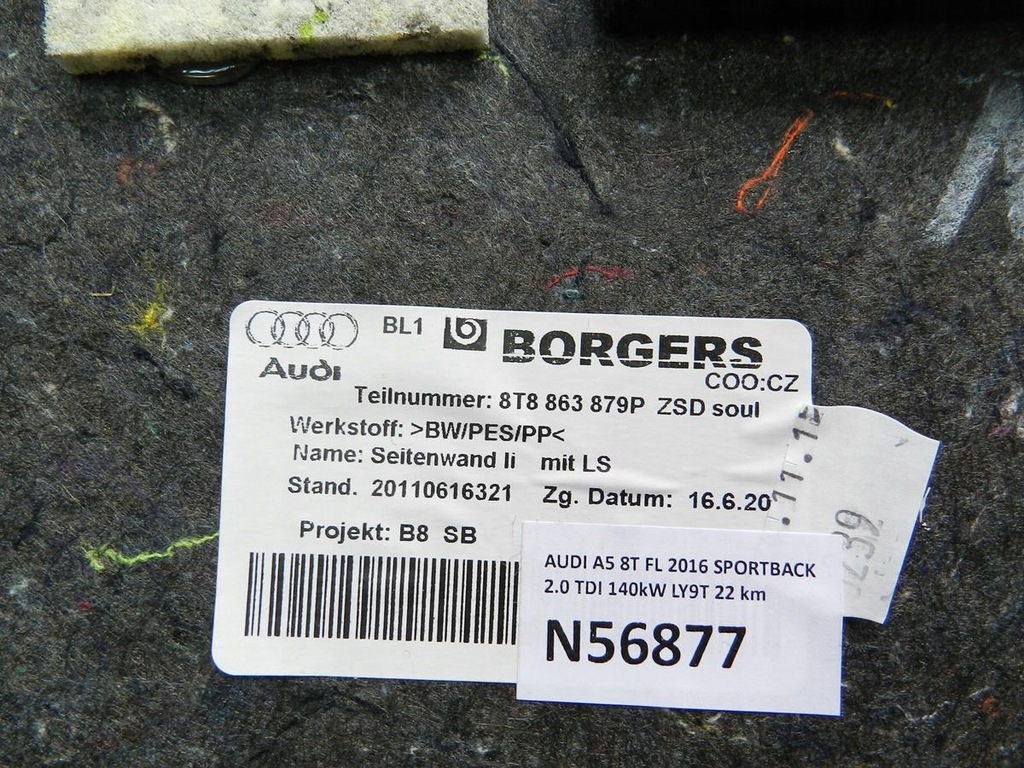 BL1 b BORGERS
Audi
COO:CZ
Teilnummer: 8T8 863 879P ZSD soul
Werkstoff: >BW/PES/PP<
Name: Seitenwand li mit LS
Stand. 20110616321 Zg. Datum: 16.6.20
Projekt: B8 SB
AUDI A5 8T FL 2016 SPORTBACK
2.0 TDI 140kW LY9T 22 km
N56877